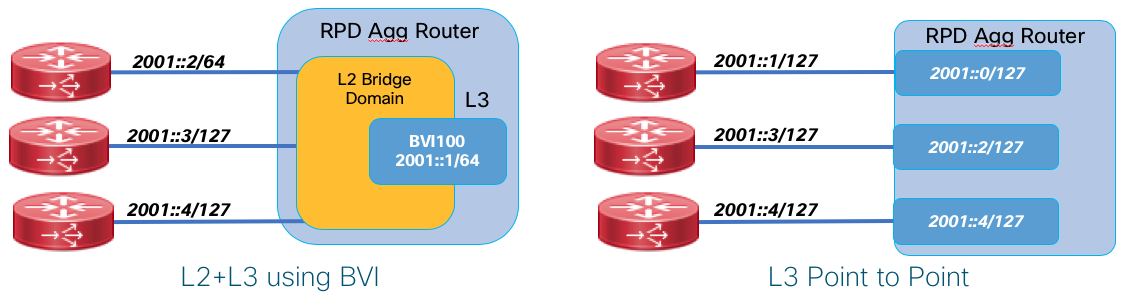 RPD Agg Router
2001::2/64
L2 Bridge
Domain
L3
2001::3/127
BVI100
2001::1/64
2001::4/127
L2+L3 using BVI
RPD Agg Router
2001::1/127
2001::0/127
2001::3/127
2001::2/127
2001::4/127
2001::4/127
L3 Point to Point